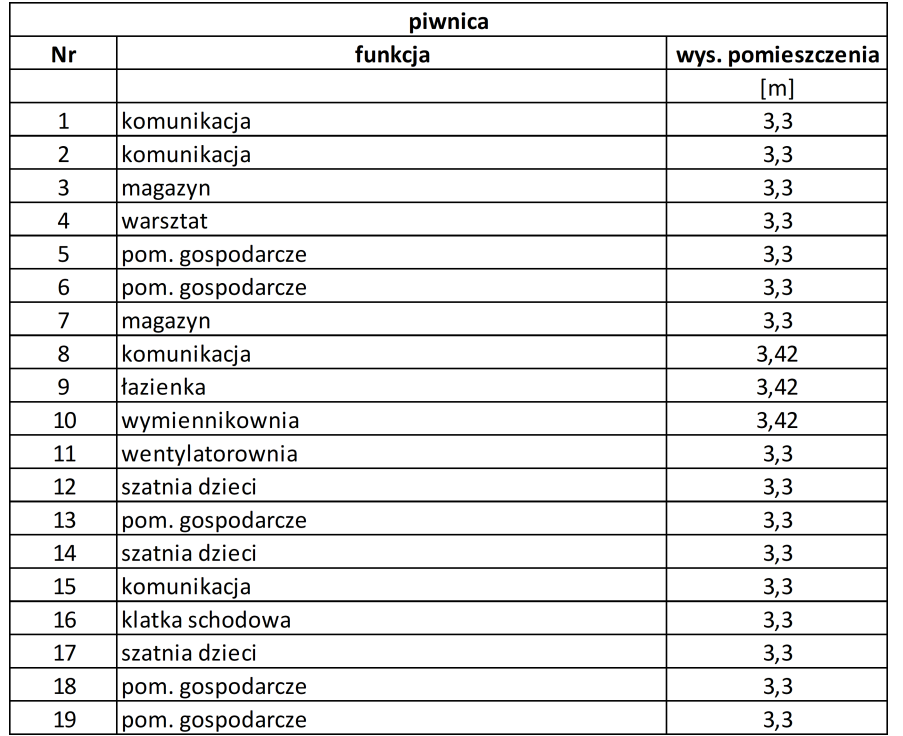 piwnica
Nr funkcja wys. pomieszczenia
[m]
1 komunikacja 3,3
2 komunikacja 3,3
3 magazyn 3,3
4 warsztat 3,3
5 pom. gospodarcze 3,3
6 pom. gospodarcze 3,3
7 magazyn 3,3
8 komunikacja 3,42
9 łazienka 3,42
10 wymiennikownia 3,42
11 wentylatorownia 3,3
12 szatnia dzieci 3,3
13 pom. gospodarcze 3,3
14 szatnia dzieci 3,3
15 komunikacja 3,3
16 klatka schodowa 3,3
17 szatnia dzieci 3,3
18 pom. gospodarcze 3,3
19 pom. gospodarcze 3,3